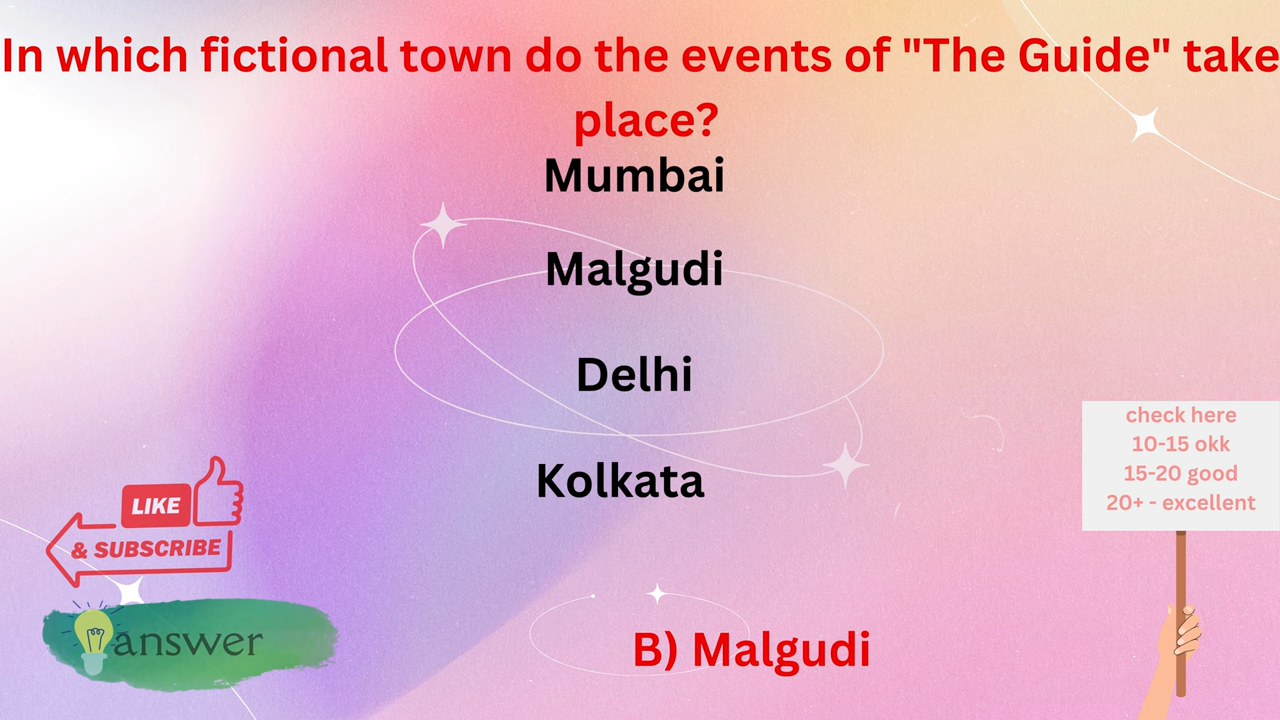 In which fictional town do the events of "The Guide" take
place?
Mumbai
Malgudi
Delhi
Kolkata
check here
10-15 okk
15-20 good
20+ - excellent
LIKE
& SUBSCRIBE
answer
B) Malgudi